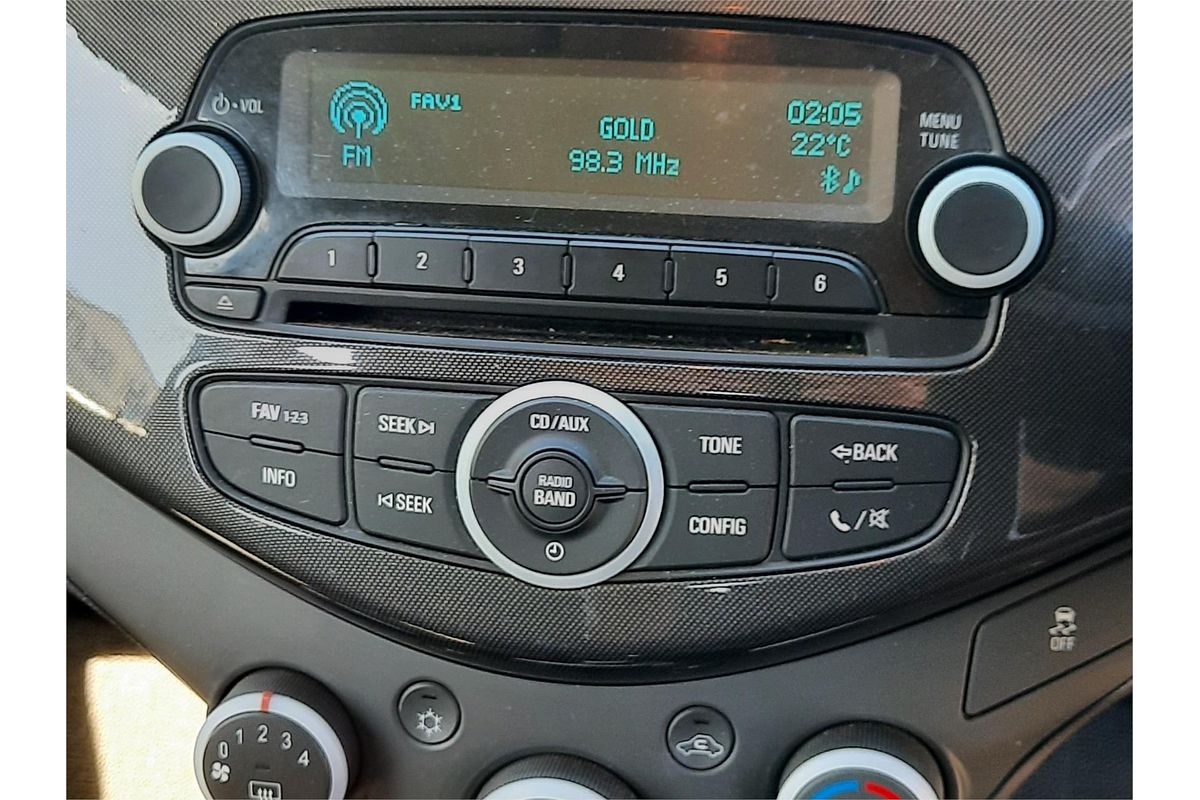 VOL
FAV1
FM
GOLD
98.3 MHz
02:05
22°C
MENU
TUNE
1 2 3 4 5 6
FAV 1-2-3
INFO
SEEK
SEEK
CD/AUX
RADIO
BAND
TONE
CONFIG
BACK
OFF
0 1 2 3 4